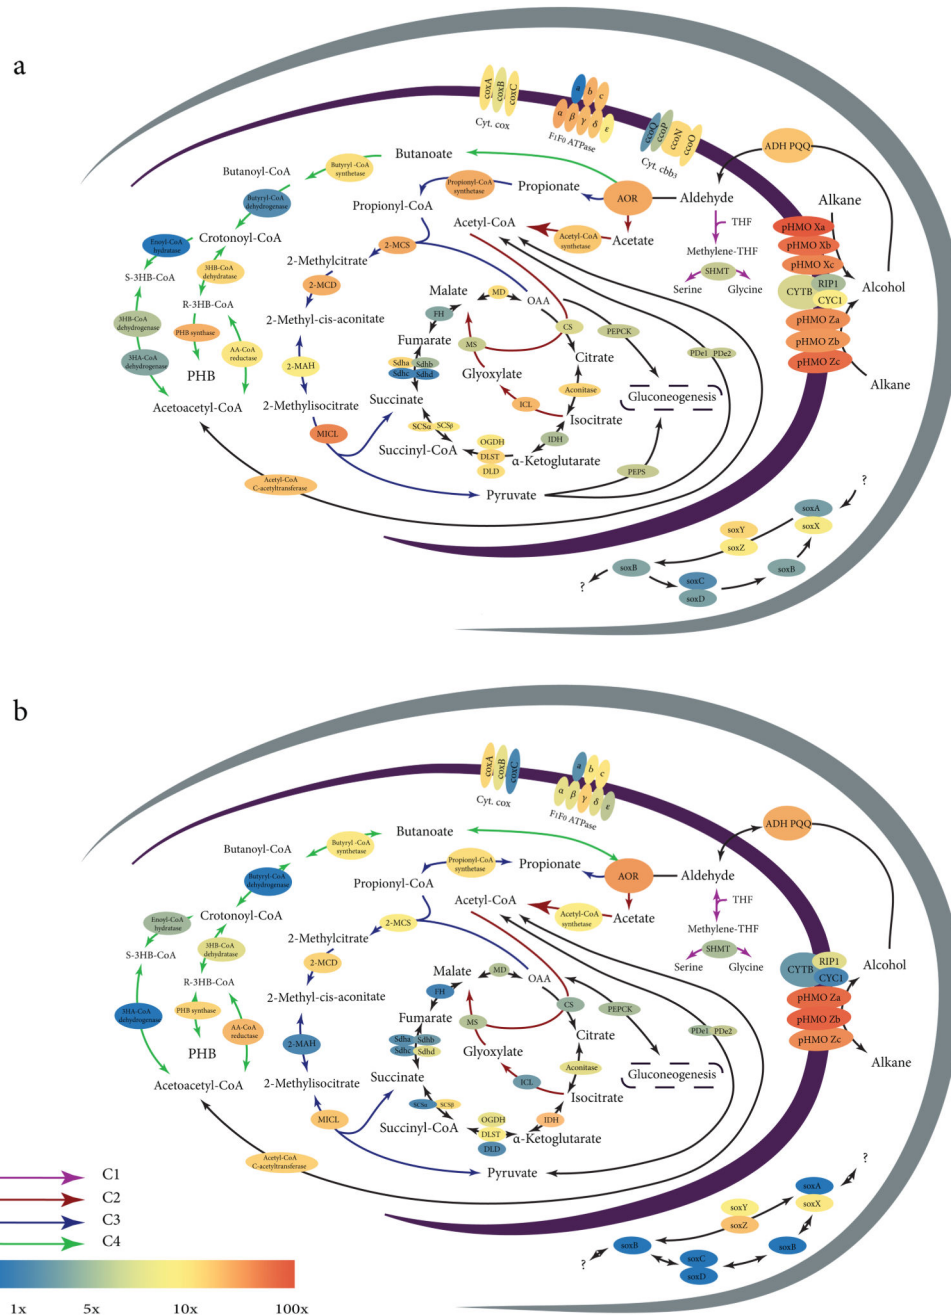 a
coxA
coxB
coxC
Cyt. cox
a
b
c
α
β
γ
δ
ε
F1F0 ATPase
ccoQ
ccoP
ccoN
ccoO
Cyt. cbb3
ADH PQQ
Butanoate
Butyryl -CoA
synthetase
Butanoyl-CoA
Butyryl-CoA
dehydrogenase
Propionyl-CoA
synthetase
Propionate
AOR
Aldehyde
Alkane
Propionyl-CoA
Acetyl-CoA
Acetyl-CoA
synthetase
Acetate
THF
pHMO Xa
Enoyl-CoA
hydratase
Crotonoyl-CoA
2-MCS
Methylene-THF
pHMO Xb
2-Methylcitrate
SHMT
pHMO Xc
S-3HB-CoA
3HB-CoA
dehydratase
2-MCD
Malate
MD
OAA
Serine
Glycine
CYTB
RIP1
CYC1
Alcohol
R-3HB-CoA
3HB-CoA
dehydrogenase
PHB synthase
2-Methyl-cis-aconitate
FH
CS
PEPCK
pHMO Za
Fumarate
MS
Citrate
pHMO Zb
3HA-CoA
dehydrogenase
AA-CoA
reductase
2-MAH
Sdha
Sdhb
Sdhc
Sdhd
Glyoxylate
PDe1
PDe2
pHMO Zc
PHB
Aconitase
Alkane
Acetoacetyl-CoA
2-Methylisocitrate
Succinate
ICL
Gluconeogenesis
MICL
SCSα
SCSβ
Isocitrate
Succinyl-CoA
OGDH
DLST
DLD
IDH
α-Ketoglutarate
PEPS
Acetyl-CoA
C-acetyltransferase
Pyruvate
?
soxA
soxX
soxY
soxZ
soxB
soxB
soxC
soxD
?
b
coxA
coxB
coxC
Cyt. cox
a
b
c
α
β
γ
δ
ε
F1F0 ATPase
ADH PQQ
Butanoate
Butyryl -CoA
synthetase
Butanoyl-CoA
Butyryl-CoA
dehydrogenase
Propionyl-CoA
synthetase
Propionate
AOR
Aldehyde
Propionyl-CoA
Acetyl-CoA
Acetyl-CoA
synthetase
Acetate
THF
Enoyl-CoA
hydratase
Crotonoyl-CoA
2-MCS
Methylene-THF
2-Methylcitrate
SHMT
S-3HB-CoA
3HB-CoA
dehydratase
2-MCD
Malate
MD
OAA
Serine
Glycine
CYTB
RIP1
CYC1
Alcohol
R-3HB-CoA
3HA-CoA
dehydrogenase
PHB synthase
2-Methyl-cis-aconitate
FH
CS
PEPCK
pHMO Za
Fumarate
MS
Citrate
pHMO Zb
AA-CoA
reductase
2-MAH
Sdha
Sdhb
Sdhc
Sdhd
Glyoxylate
PDe1
PDe2
pHMO Zc
PHB
Aconitase
Alkane
Acetoacetyl-CoA
2-Methylisocitrate
Succinate
ICL
Gluconeogenesis
MICL
SCSα
SCSβ
Isocitrate
Succinyl-CoA
OGDH
DLST
DLD
IDH
α-Ketoglutarate
Acetyl-CoA
C-acetyltransferase
Pyruvate
?
soxA
soxX
soxY
soxZ
soxB
soxB
soxC
soxD
?
C1
C2
C3
C4
1x
5x
10x
100x